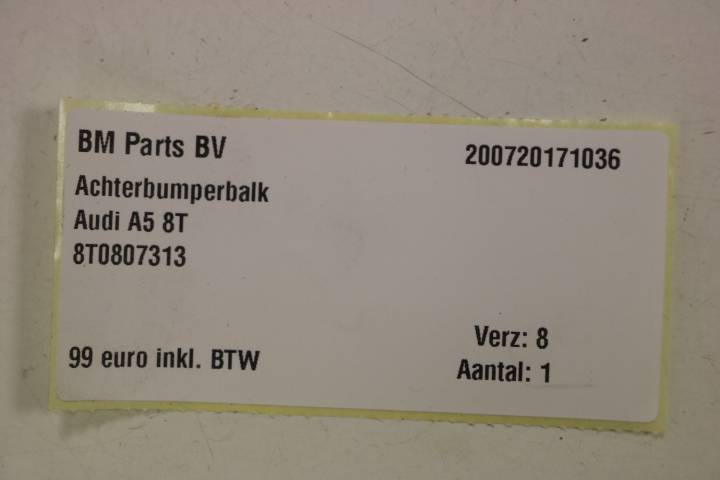 BM Parts BV
200720171036
Achterbumperbalk
Audi A5 8T
8T0807313
Verz: 8
99 euro inkl. BTW
Aantal: 1